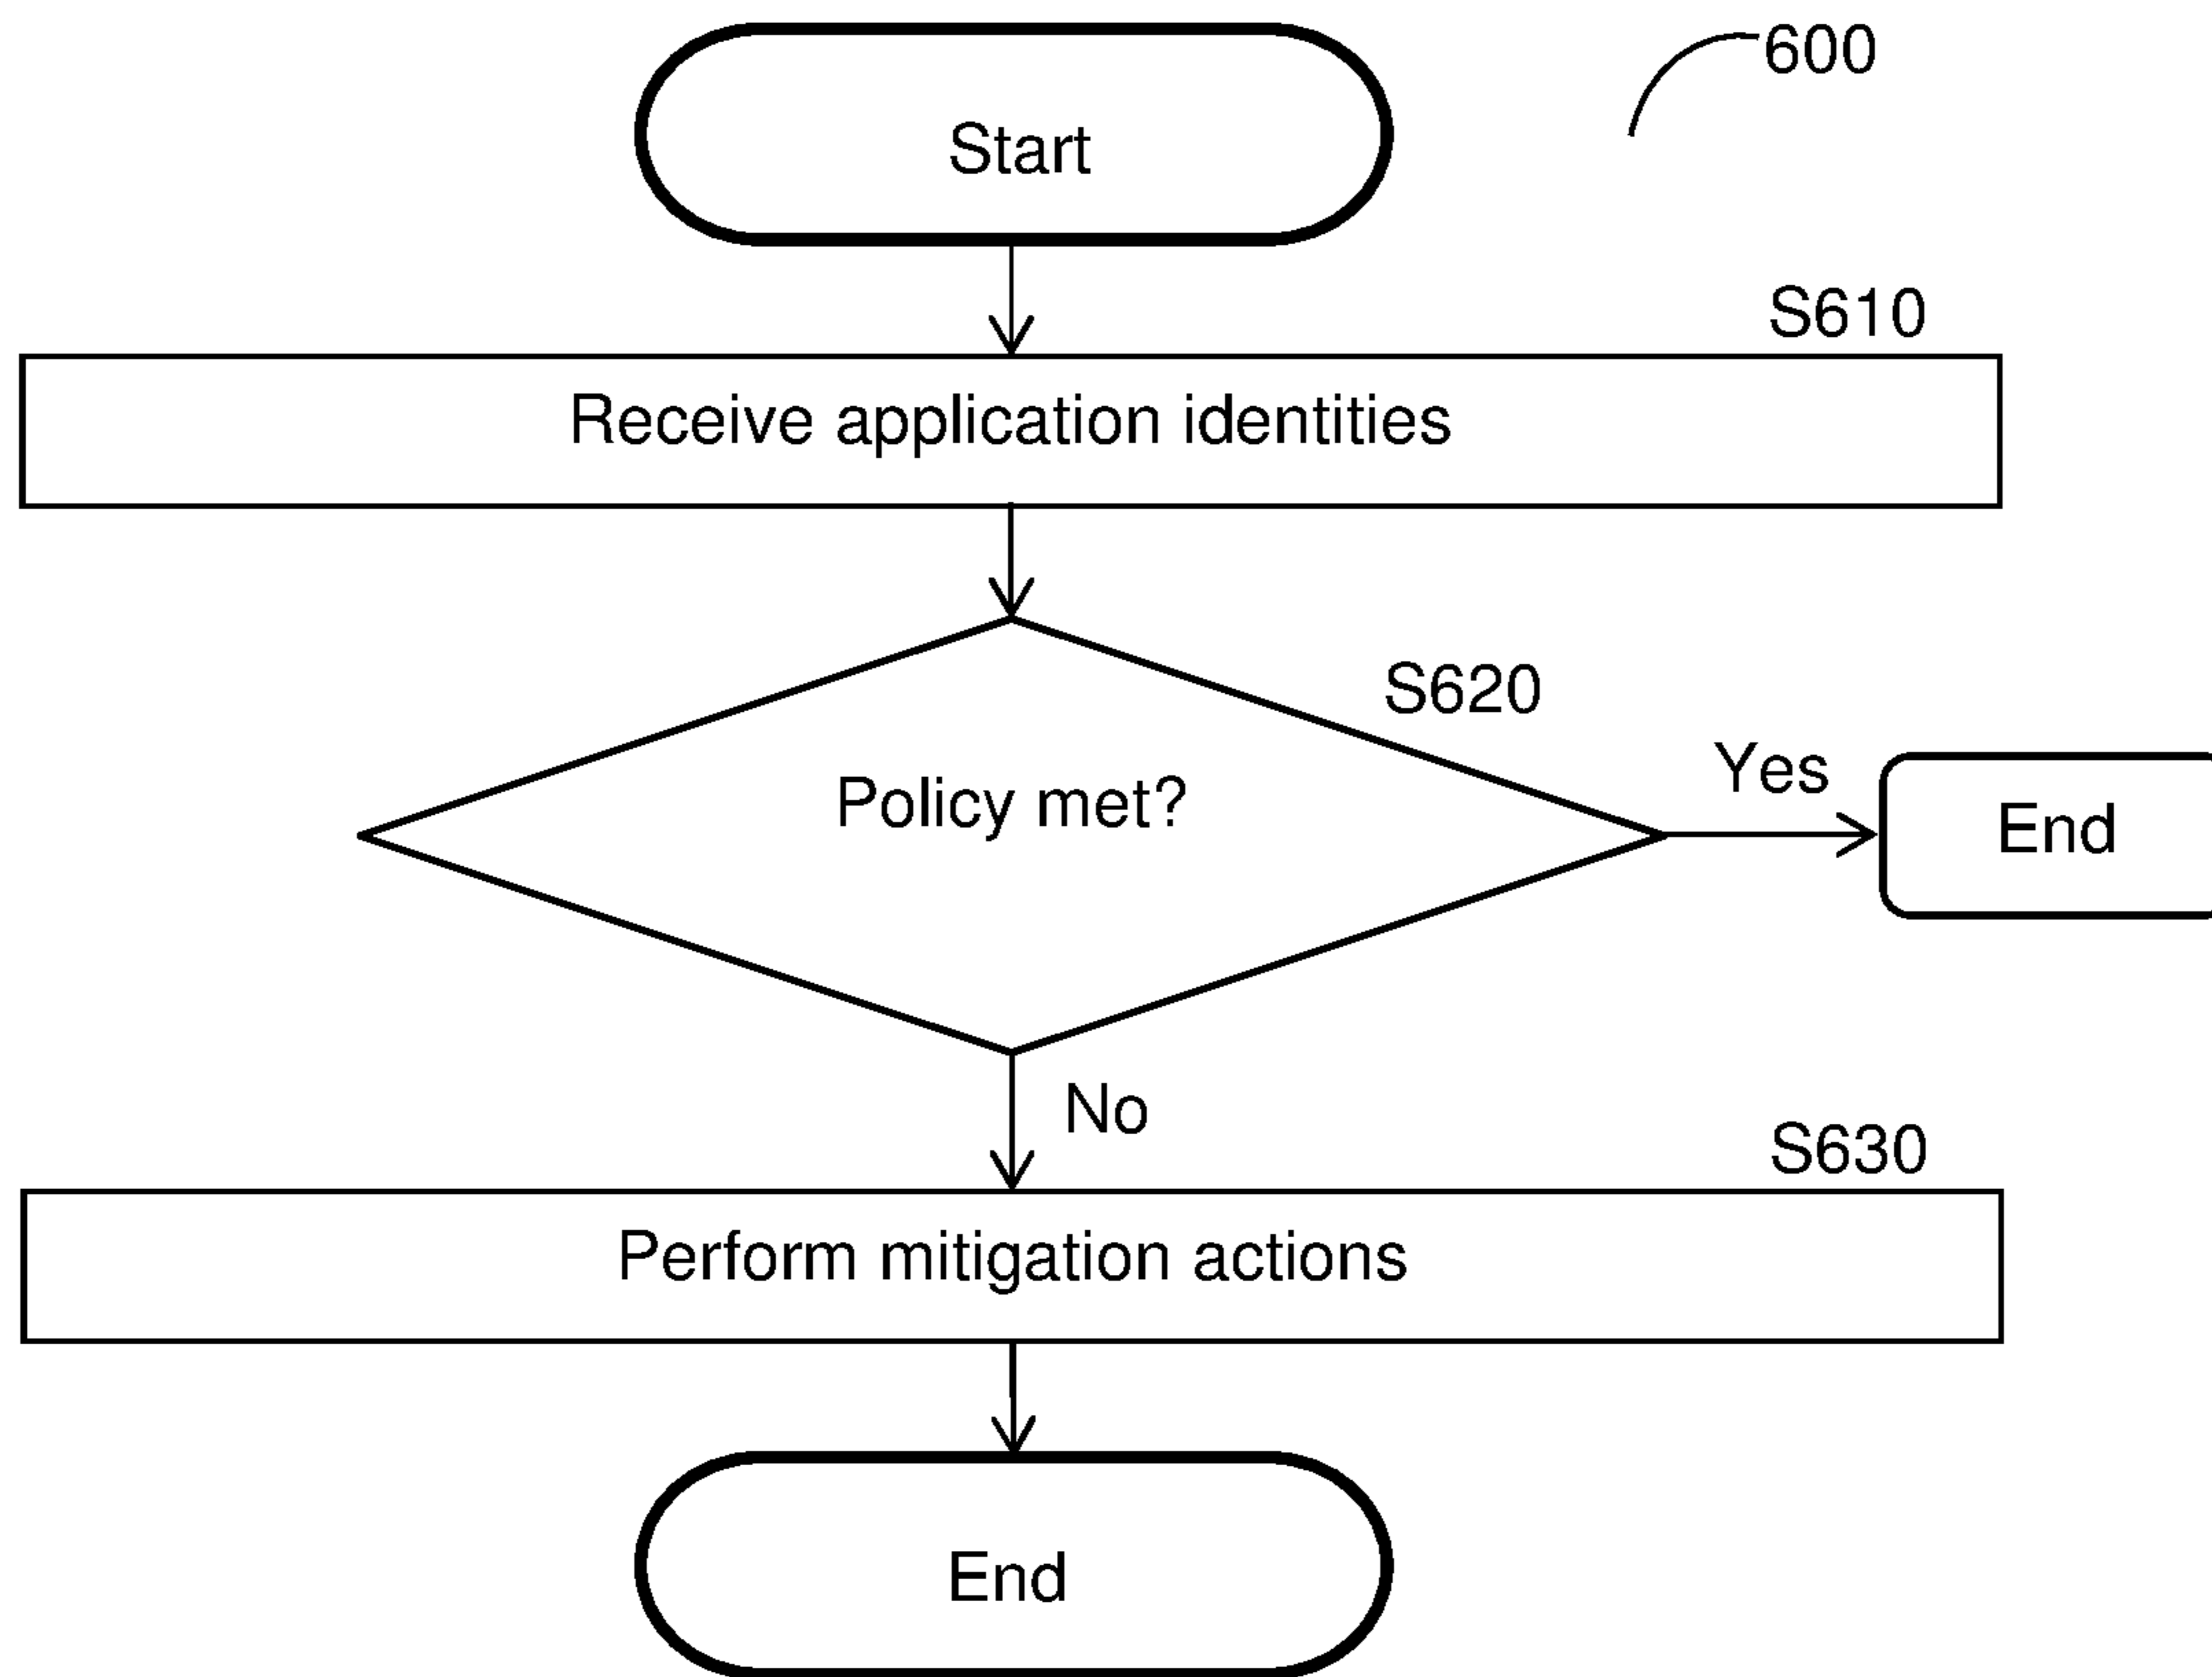 Start
600
S610
Receive application identities
S620
Policy met?
Yes
End
No
S630
Perform mitigation actions
End